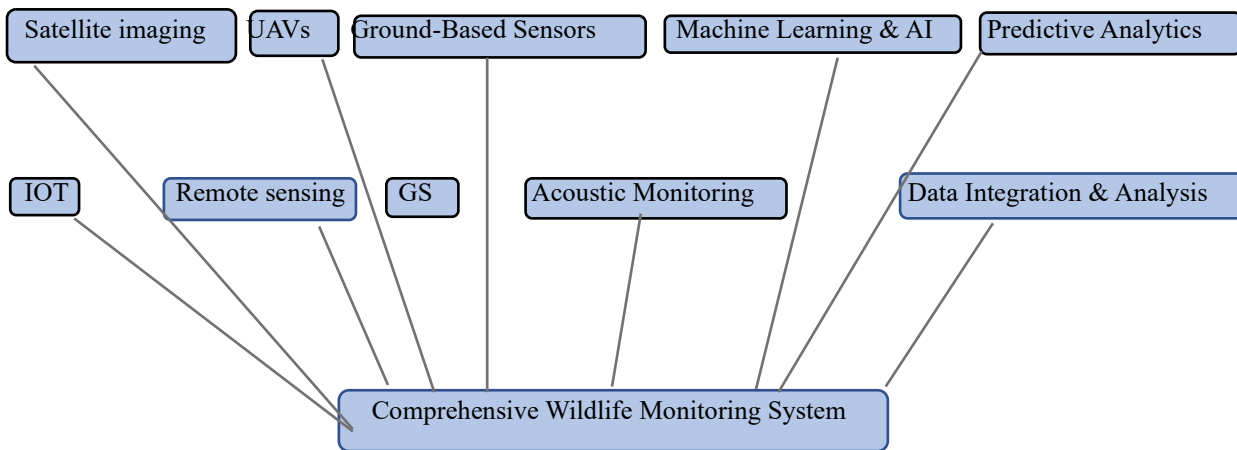 Satellite imaging
UAVs
Ground-Based Sensors
Machine Learning & AI
Predictive Analytics
IOT
Remote sensing
GS
Acoustic Monitoring
Data Integration & Analysis
Comprehensive Wildlife Monitoring System